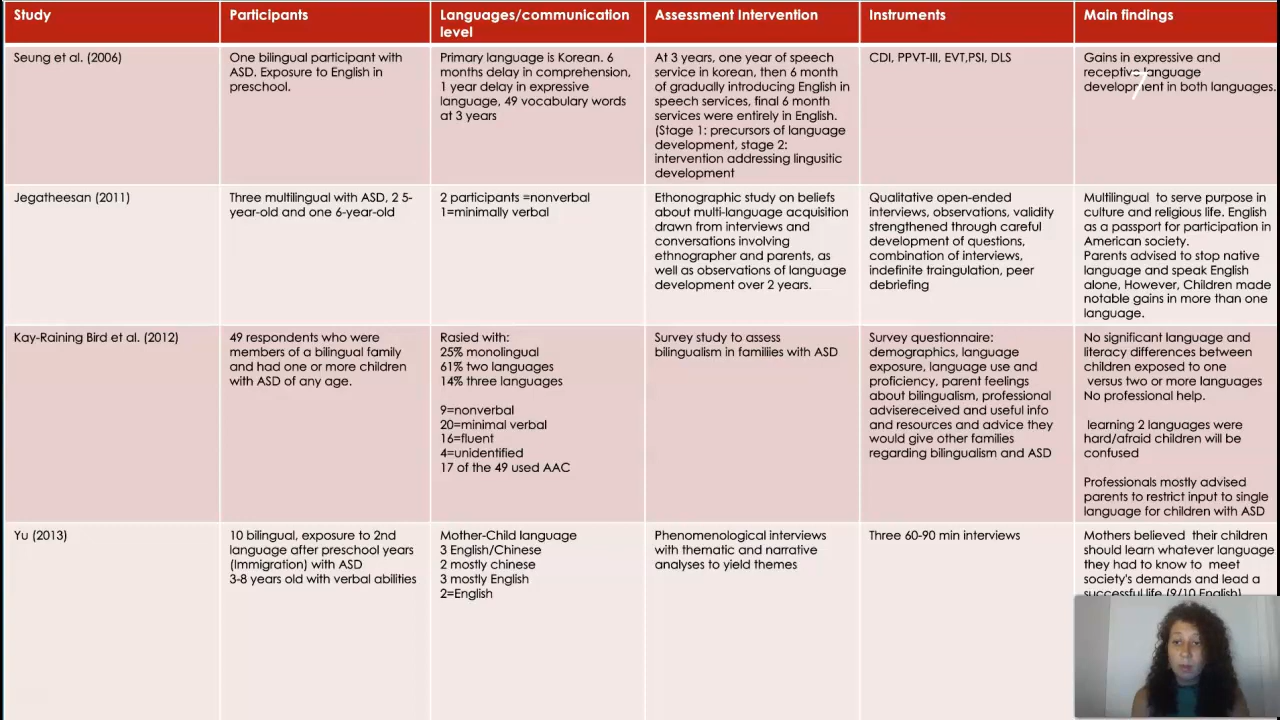 Study
Participants
Languages/communication
level
Assessment Intervention
Instruments
Main findings
Seung et al. (2006)
One bilingual participant with
ASD. Exposure to English in
preschool.
Primary language is Korean. 6
months delay in comprehension,
1 year delay in expressive
language, 49 vocabulary words
at 3 years
At 3 years, one year of speech
service in korean, then 6 month
of gradually introducing English in
speech services, final 6 month
services were entirely in English.
(Stage 1: precursors of language
development, stage 2:
intervention addressing lingusitic
development
CDI, PPVT-III, EVT,PSI, DLS
Gains in expressive and
receptive language
development in both languages.
Jegatheesan (2011)
Three multilingual with ASD, 2 5-
year-old and one 6-year-old
2 participants =nonverbal
1=minimally verbal
Ethonographic study on beliefs
about multi-language acquisition
drawn from interviews and
conversations involving
ethnographer and parents, as
well as observations of language
development over 2 years.
Qualitative open-ended
interviews, observations, validity
strengthened through careful
development of questions,
combination of interviews,
indefinite traingulation, peer
debriefing
Multilingual  to serve purpose in
culture and religious life. English
as a passport for participation in
American society.
Parents advised to stop native
language and speak English
alone, However, Children made
notable gains in more than one
language.
Kay-Raining Bird et al. (2012)
49 respondents who were
members of a bilingual family
and had one or more children
with ASD of any age.
Rasied with:
25% monolingual
61% two languages
14% three languages
9=nonverbal
20=minimal verbal
16=fluent
4=unidentified
17 of the 49 used AAC
Survey study to assess
bilingualism in familiies with ASD
Survey questionnaire:
demographics, language
exposure, language use and
proficiency, parent feelings
about bilingualism, professional
advisereceived and useful info
and resources and advice they
would give other families
regarding bilingualism and ASD
No significant language and
literacy differences between
children exposed to one
versus two or more languages
No professional help.
learning 2 languages were
hard/afraid children will be
confused
Professionals mostly advised
parents to restrict input to single
language for children with ASD
Yu (2013)
10 bilingual, exposure to 2nd
language after preschool years
(Immigration) with ASD
3-8 years old with verbal abilities
Mother-Child language
3 English/Chinese
2 mostly chinese
3 mostly English
2=English
Phenomenological interviews
with thematic and narrative
analyses to yield themes
Three 60-90 min interviews
Mothers believed  their children
should learn whatever language
they had to know to  meet
society's demands and lead a
successful life (9/10 English)